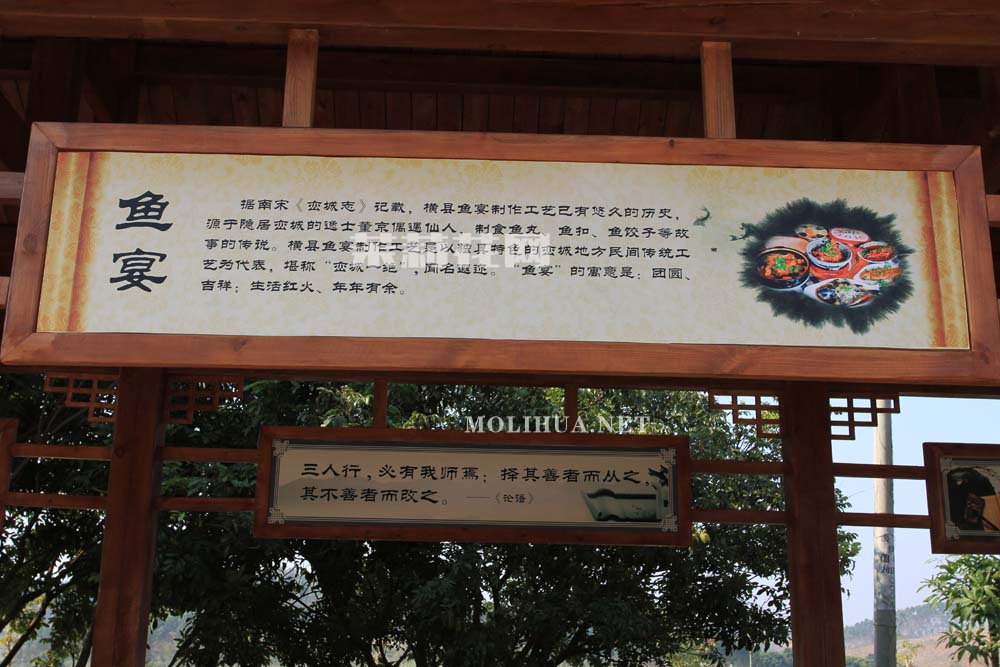 鱼宴
据南宋《峦城志》记载，横县鱼宴制作工艺已有悠久的历史，
源于隐居峦城的逸士董京偶遇仙人，制食鱼丸、鱼扣、鱼饺子等故
事的传说。横县鱼宴制作工艺是以独具特色的峦城地方民间传统工
艺为代表，堪称“峦城一绝”，闻名遐迩。“鱼宴”的寓意是：团圆、
吉祥；生活红火、年年有余。
MOLIHUA.NET
三人行，必有我师焉；择其善者而从之，
其不善者而改之。 ——《论语》